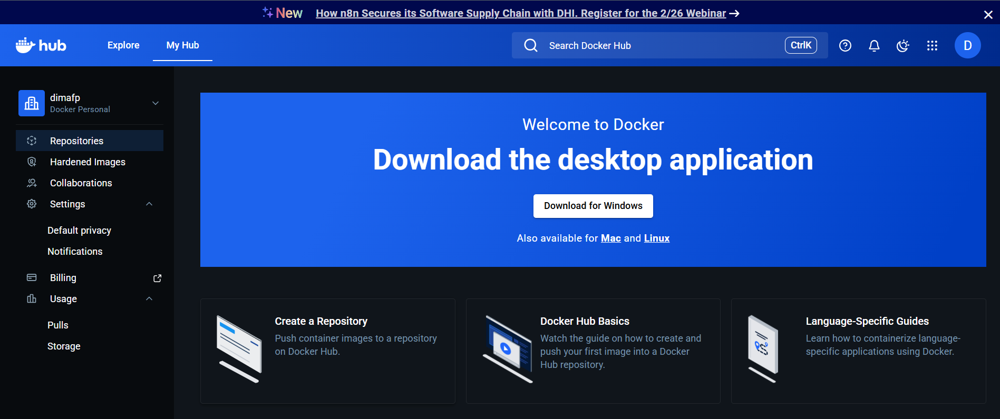 New How n8n Secures its Software Supply Chain with DHI. Register for the 2/26 Webinar
hub
Explore
My Hub
Search Docker Hub
CtrlK
D
dimafp
Docker Personal
Repositories
Hardened Images
Collaborations
Settings
Default privacy
Notifications
Billing
Usage
Pulls
Storage
Welcome to Docker
Download the desktop application
Download for Windows
Also available for Mac and Linux
Create a Repository
Push container images to a repository
on Docker Hub.
Docker Hub Basics
Watch the guide on how to create and
push your first image into a Docker
Hub repository.
Language-Specific Guides
Learn how to containerize language-
specific applications using Docker.